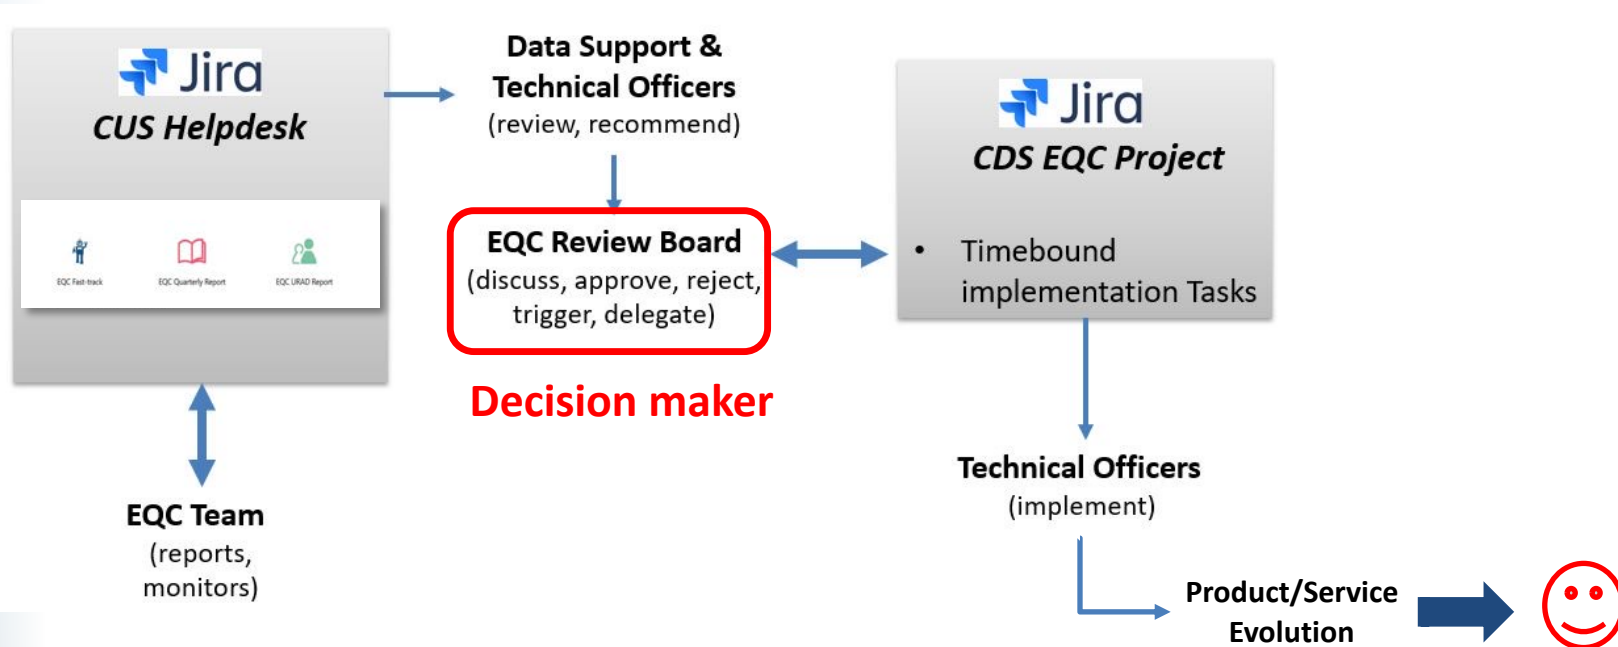 Jira
CUS Helpdesk
EQC Fast-track
EQC Quarterly Report
EQC URAD Report
EQC Team
(reports,
monitors)
Data Support &
Technical Officers
(review, recommend)
EQC Review Board
(discuss, approve, reject,
trigger, delegate)
Decision maker
Jira
CDS EQC Project
• Timebound
implementation Tasks
Technical Officers
(implement)
Product/Service
Evolution